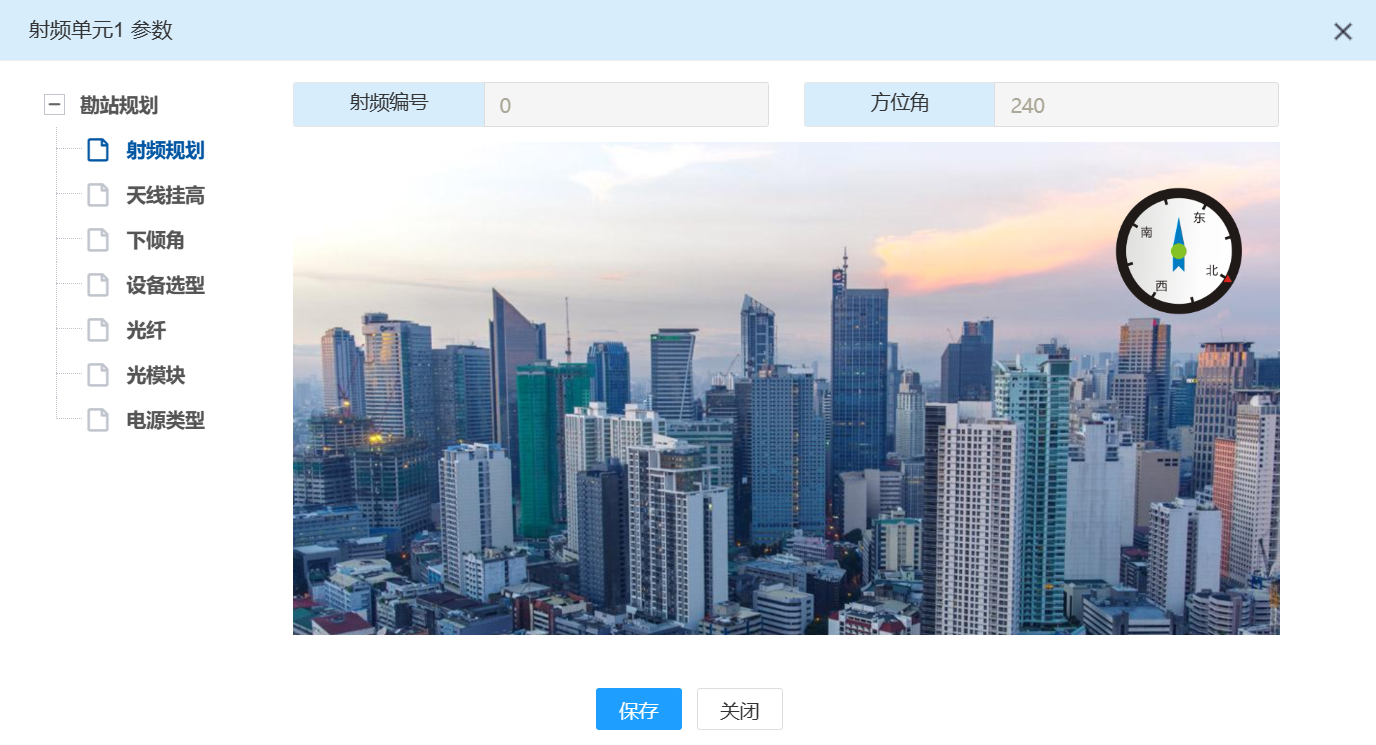 射频单元1 参数
勘站规划
射频规划
天线挂高
下倾角
设备选型
光纤
光模块
电源类型
射频编号
0
方位角
240
东
南
北
西
保存
关闭